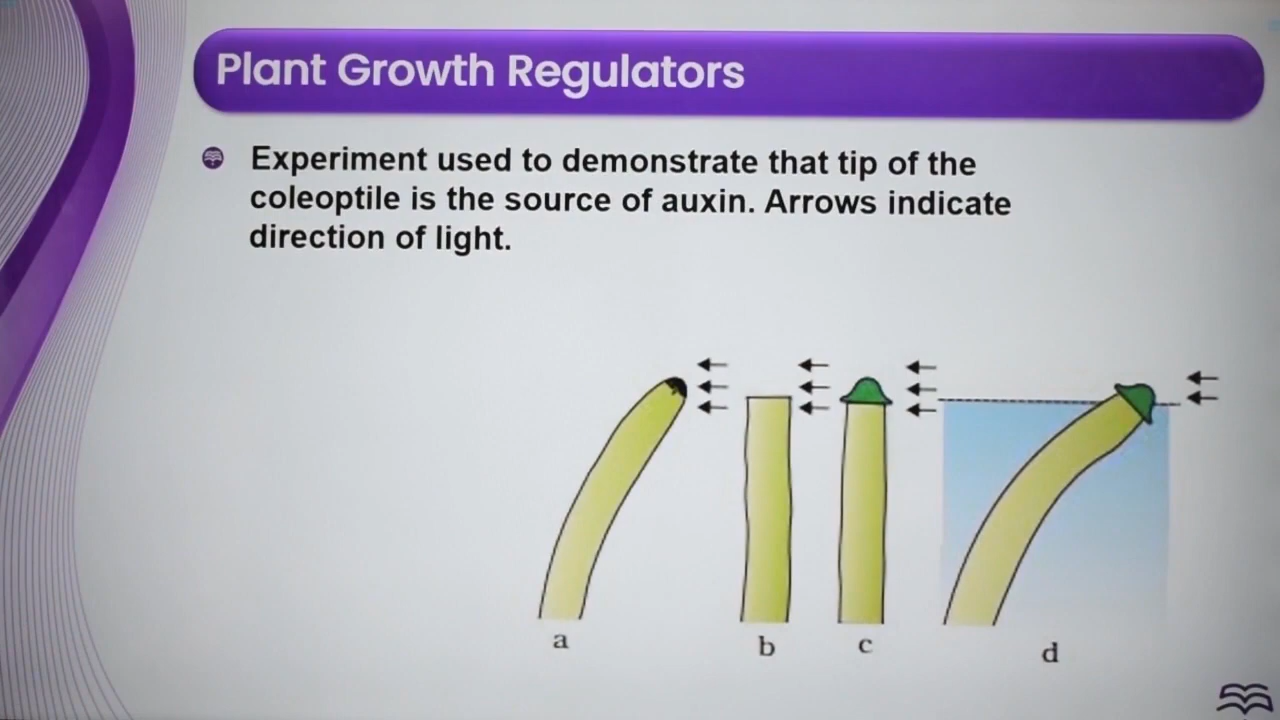 Plant Growth Regulators
Experiment used to demonstrate that tip of the
coleoptile is the source of auxin. Arrows indicate
direction of light.
a
b
c
d